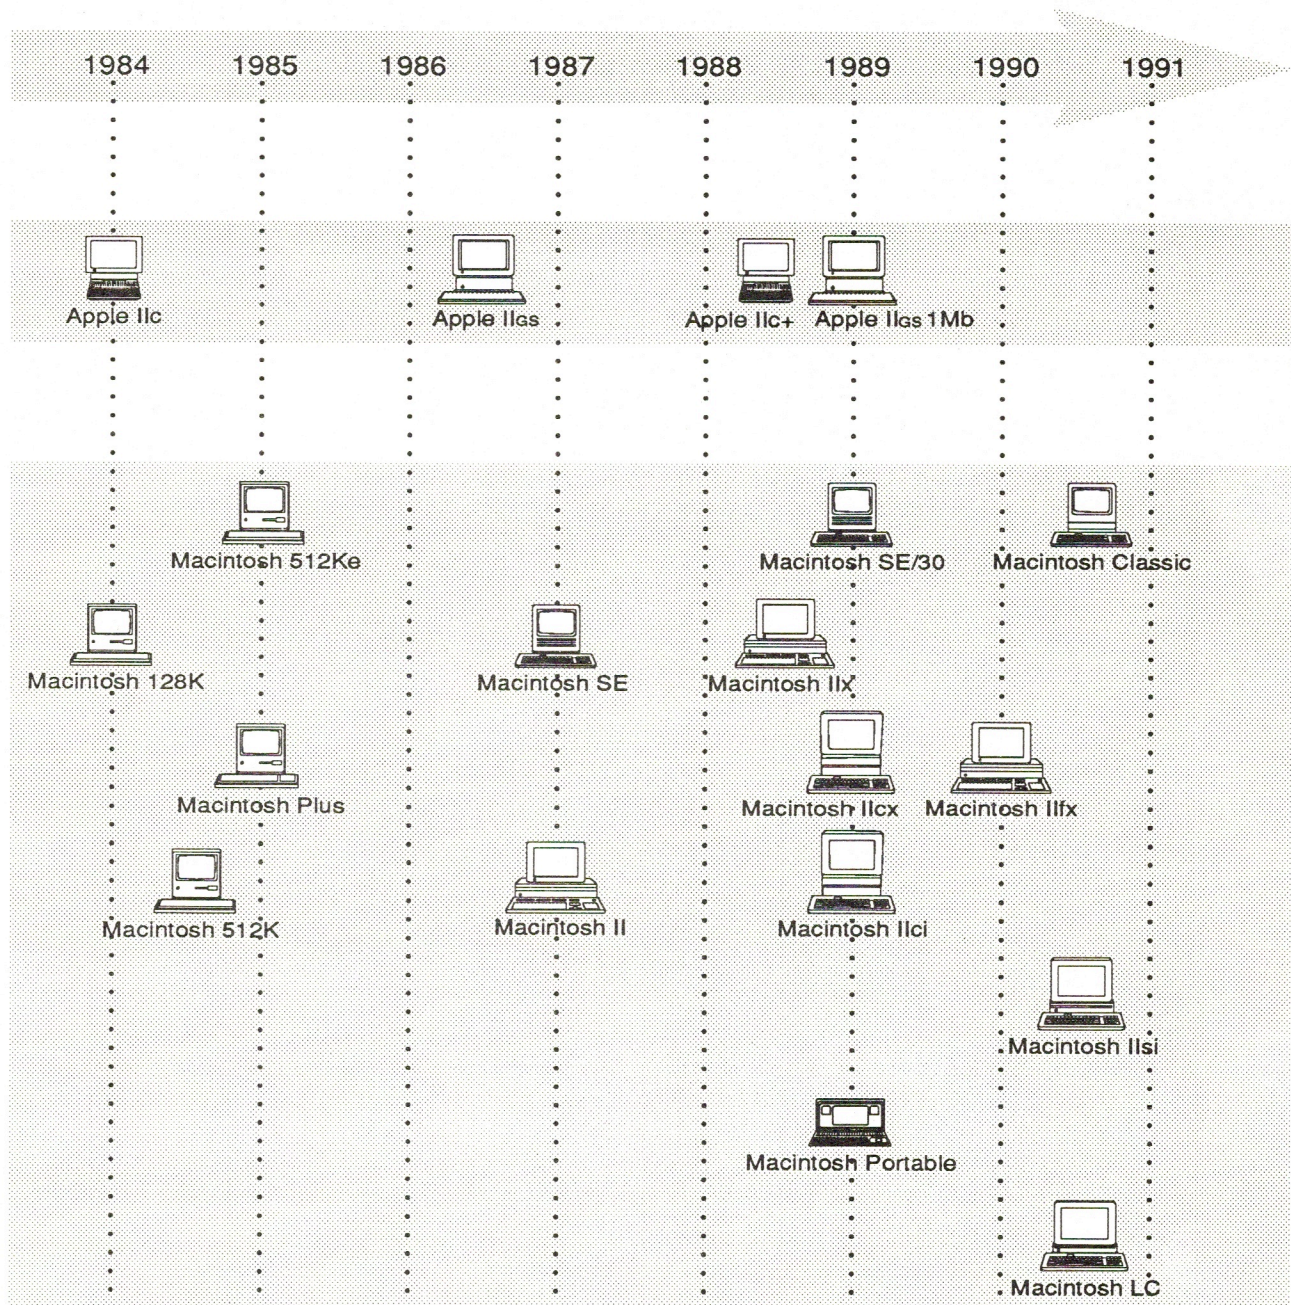 1984 1985 1986 1987 1988 1989 1990 1991
Apple IIc Apple IIGS Apple IIc+ Apple IIGS 1Mb
Macintosh 512Ke Macintosh SE/30 Macintosh Classic
Macintosh 128K Macintosh SE Macintosh IIx
Macintosh Plus Macintosh IIcx Macintosh IIfx
Macintosh 512K Macintosh II Macintosh IIci
Macintosh IIsi
Macintosh Portable
Macintosh LC